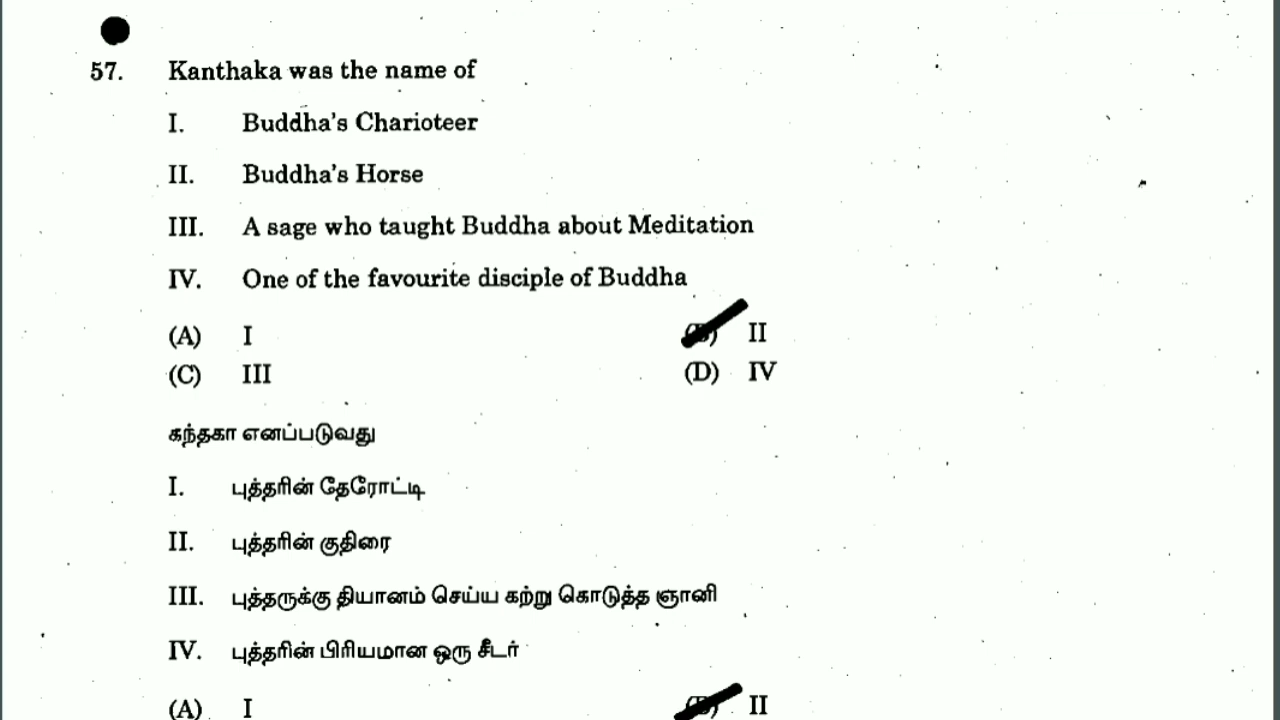 57. Kanthaka was the name of
I. Buddha's Charioteer
II. Buddha's Horse
III. A sage who taught Buddha about Meditation
IV. One of the favourite disciple of Buddha
(A) I (B) II
(C) III (D) IV
கந்தகா எனப்படுவது
I. புத்தரின் தேரோட்டி
II. புத்தரின் குதிரை
III. புத்தருக்கு தியானம் செய்ய கற்று கொடுத்த ஞானி
IV. புத்தரின் பிரியமான ஒரு சீடர்
(A) I (B) II